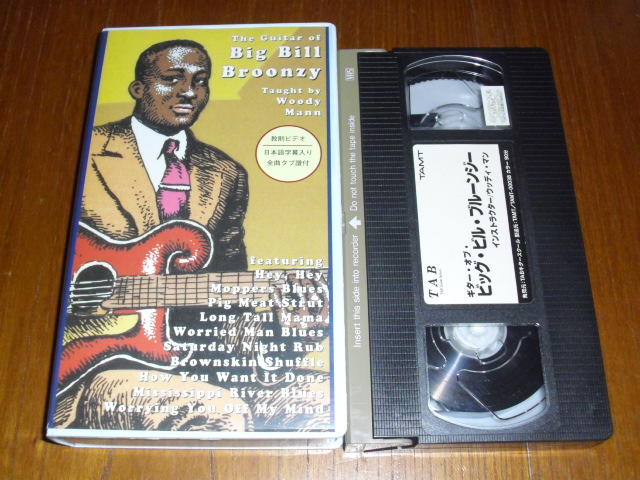 The Guitar of
Big Bill
Broonzy
Taught by
Woody
Mann
教則ビデオ
日本語字幕入り
全曲タブ譜付
featuring
Hey, Hey
Moppers Blues
Pig Meat Strut
Long Tall Mama
Worried Man Blues
Saturday Night Rub
Brownskin Shuffle
How You Want It Done
Mississippi River Blues
Worrying You Off My Mind
VHS
Insert this side into recorder
Do not touch the tape inside
TAB
TAMT
ギター・オブ・
ビッグ・ビル・ブルーンジー
インストラクター:ウッディ・マン